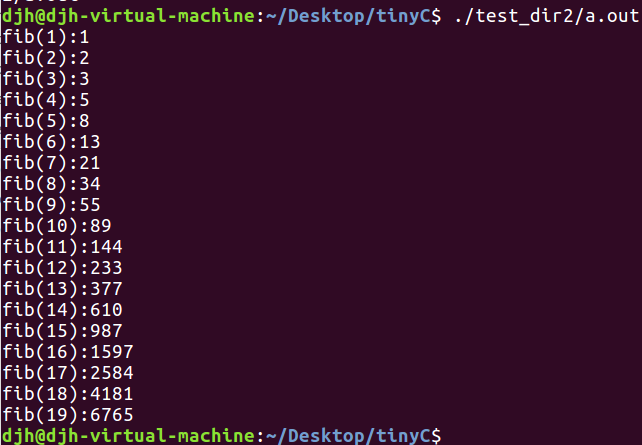 djh@djh-virtual-machine:~/Desktop/tinyC$ ./test_dir2/a.out
fib(1):1
fib(2):2
fib(3):3
fib(4):5
fib(5):8
fib(6):13
fib(7):21
fib(8):34
fib(9):55
fib(10):89
fib(11):144
fib(12):233
fib(13):377
fib(14):610
fib(15):987
fib(16):1597
fib(17):2584
fib(18):4181
fib(19):6765
djh@djh-virtual-machine:~/Desktop/tinyC$